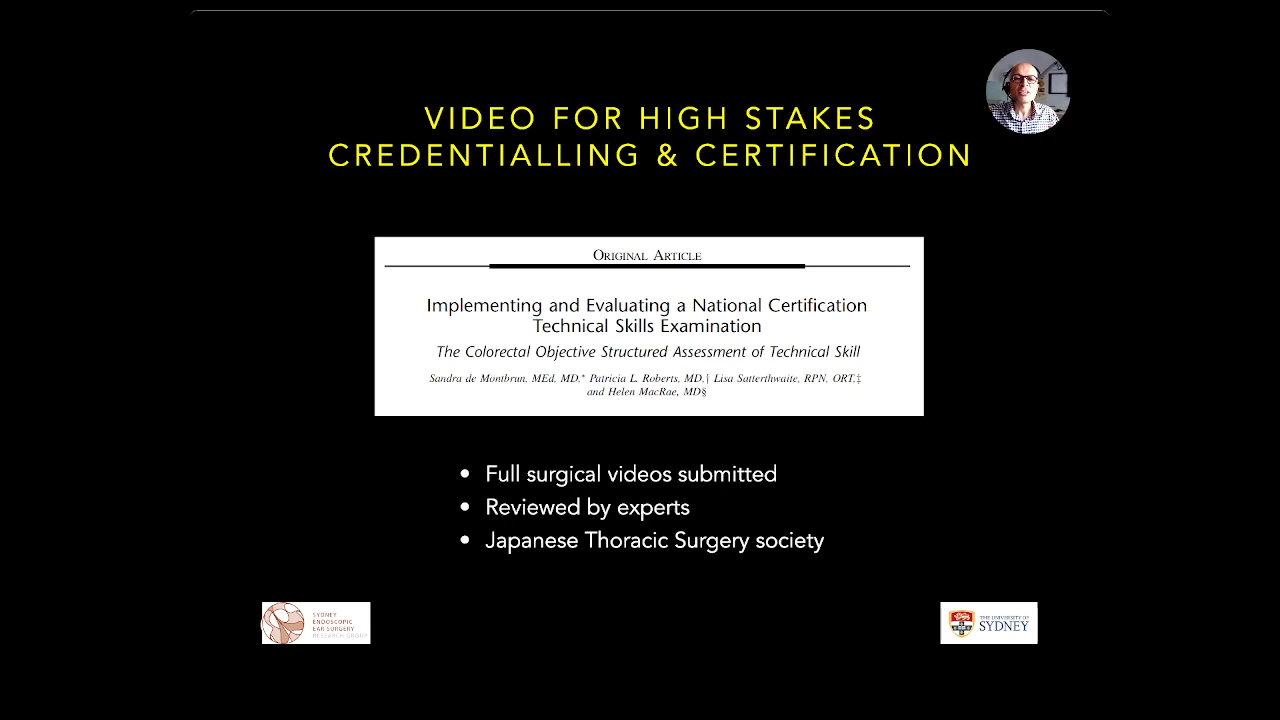 VIDEO FOR HIGH STAKES
CREDENTIALLING & CERTIFICATION
ORIGINAL ARTICLE
Implementing and Evaluating a National Certification
Technical Skills Examination
The Colorectal Objective Structured Assessment of Technical Skill
Sandra de Montbrun, MEd, MD,* Patricia L. Roberts, MD,† Lisa Satterthwaite, RPN, ORT,‡
and Helen MacRae, MD§
• Full surgical videos submitted
• Reviewed by experts
• Japanese Thoracic Surgery society
SYDNEY
ENDOSCOPIC
EAR SURGERY
RESEARCH GROUP
THE UNIVERSITY OF
SYDNEY